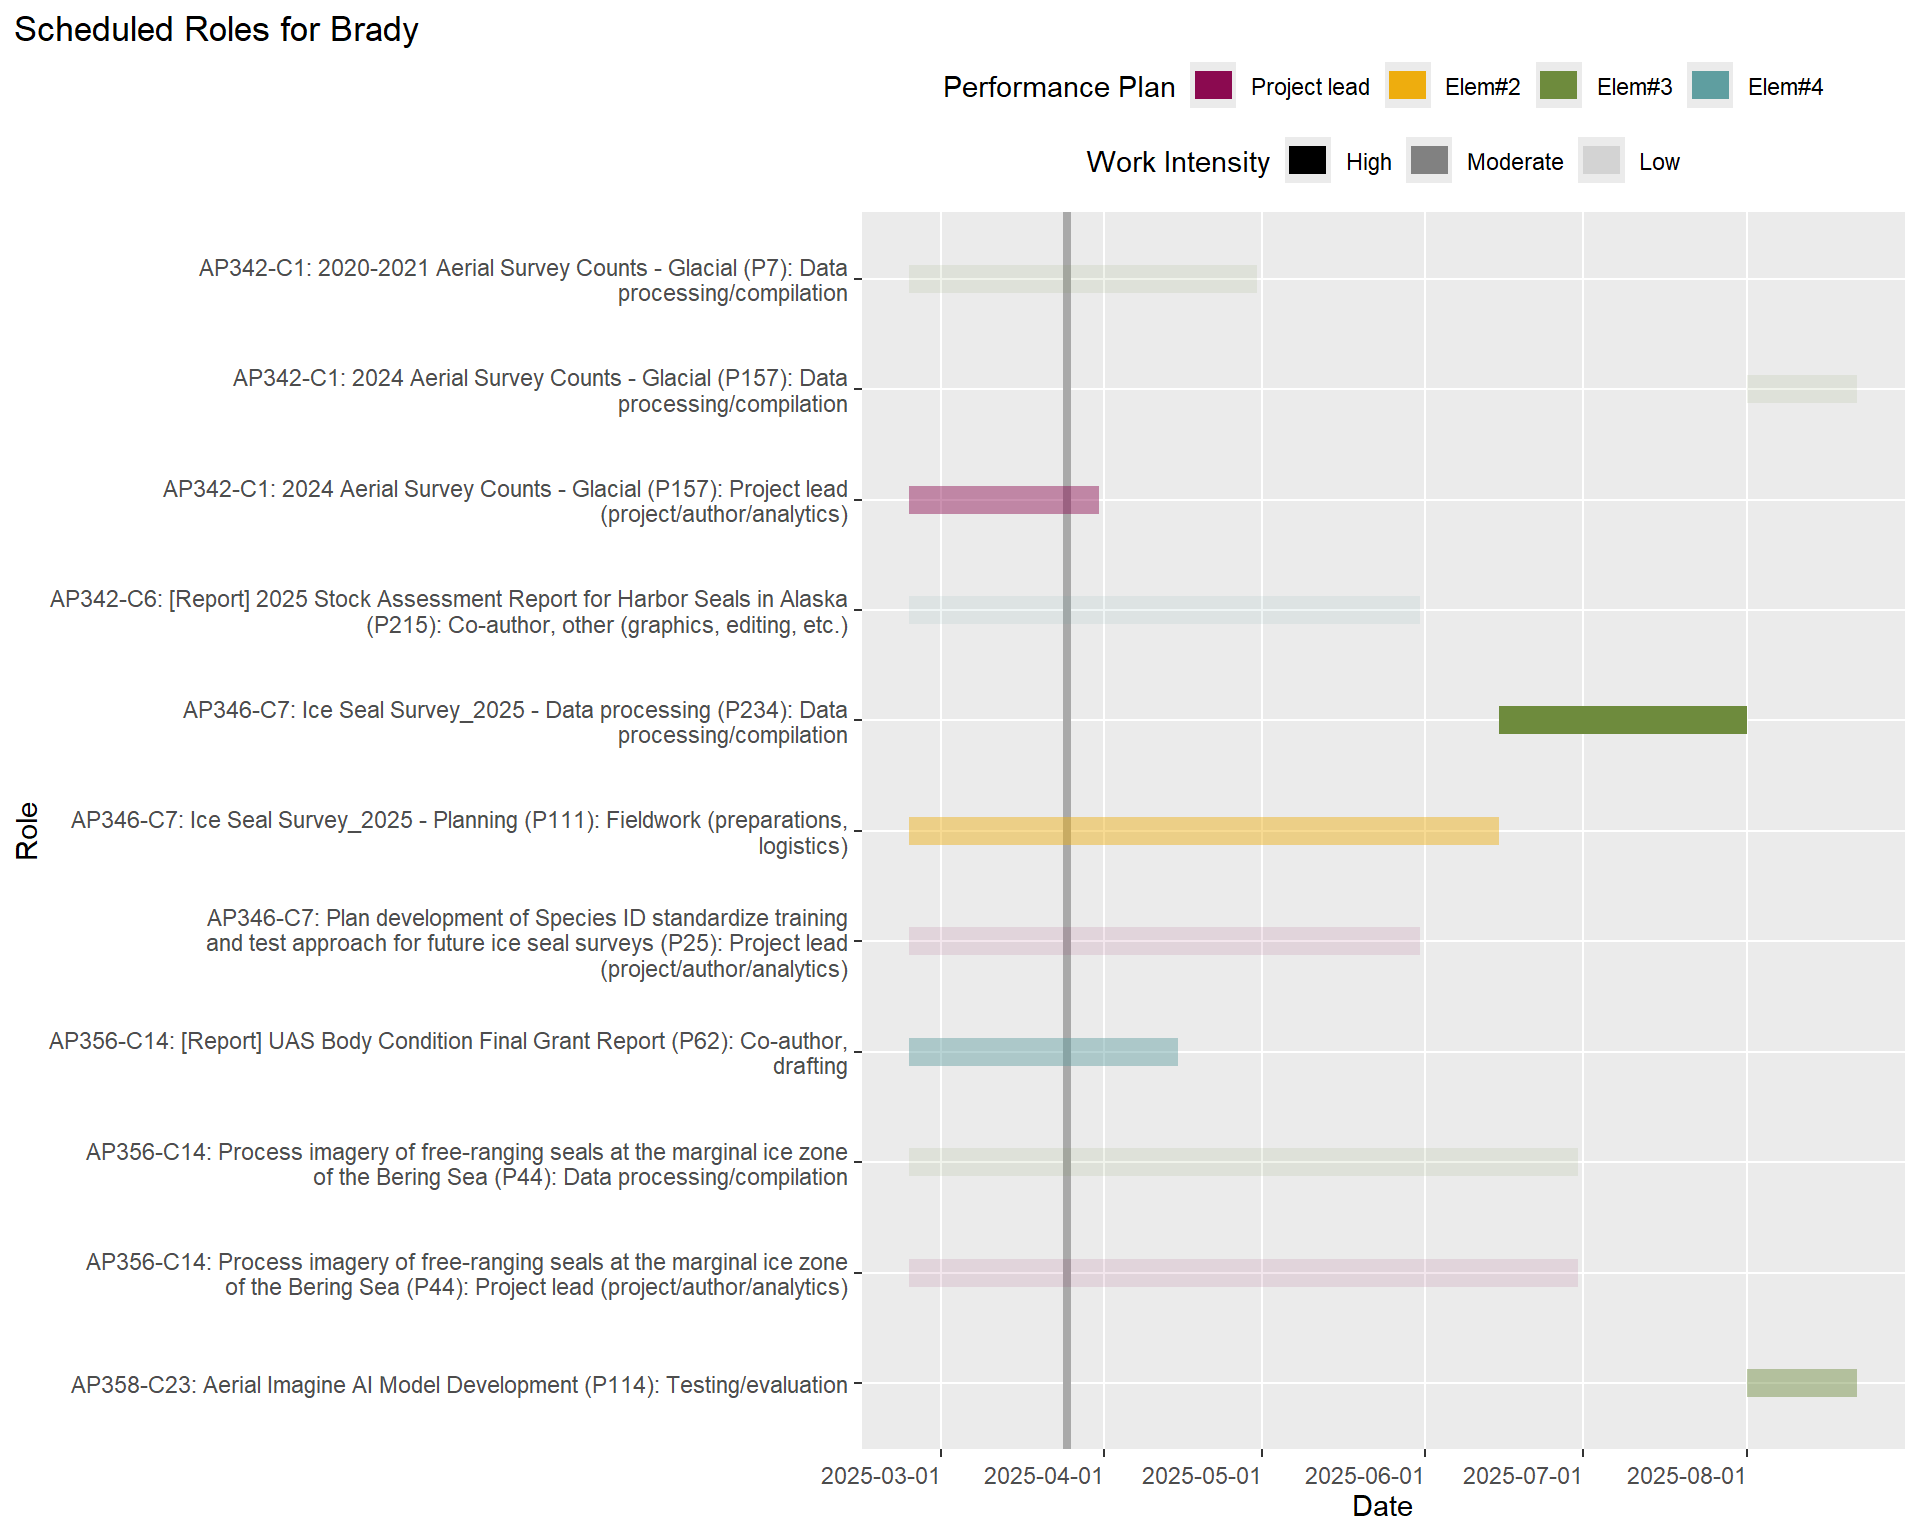 Scheduled Roles for Brady
Performance Plan Project lead Elem#2 Elem#3 Elem#4
Work Intensity High Moderate Low
AP342-C1: 2020-2021 Aerial Survey Counts - Glacial (P7): Data
processing/compilation
AP342-C1: 2024 Aerial Survey Counts - Glacial (P157): Data
processing/compilation
AP342-C1: 2024 Aerial Survey Counts - Glacial (P157): Project lead
(project/author/analytics)
AP342-C6: [Report] 2025 Stock Assessment Report for Harbor Seals in Alaska
(P215): Co-author, other (graphics, editing, etc.)
AP346-C7: Ice Seal Survey_2025 - Data processing (P234): Data
processing/compilation
Role
AP346-C7: Ice Seal Survey_2025 - Planning (P111): Fieldwork (preparations,
logistics)
AP346-C7: Plan development of Species ID standardize training
and test approach for future ice seal surveys (P25): Project lead
(project/author/analytics)
AP356-C14: [Report] UAS Body Condition Final Grant Report (P62): Co-author,
drafting
AP356-C14: Process imagery of free-ranging seals at the marginal ice zone
of the Bering Sea (P44): Data processing/compilation
AP356-C14: Process imagery of free-ranging seals at the marginal ice zone
of the Bering Sea (P44): Project lead (project/author/analytics)
AP358-C23: Aerial Imagine AI Model Development (P114): Testing/evaluation
2025-03-01 2025-04-01 2025-05-01 2025-06-01 2025-07-01 2025-08-01
Date